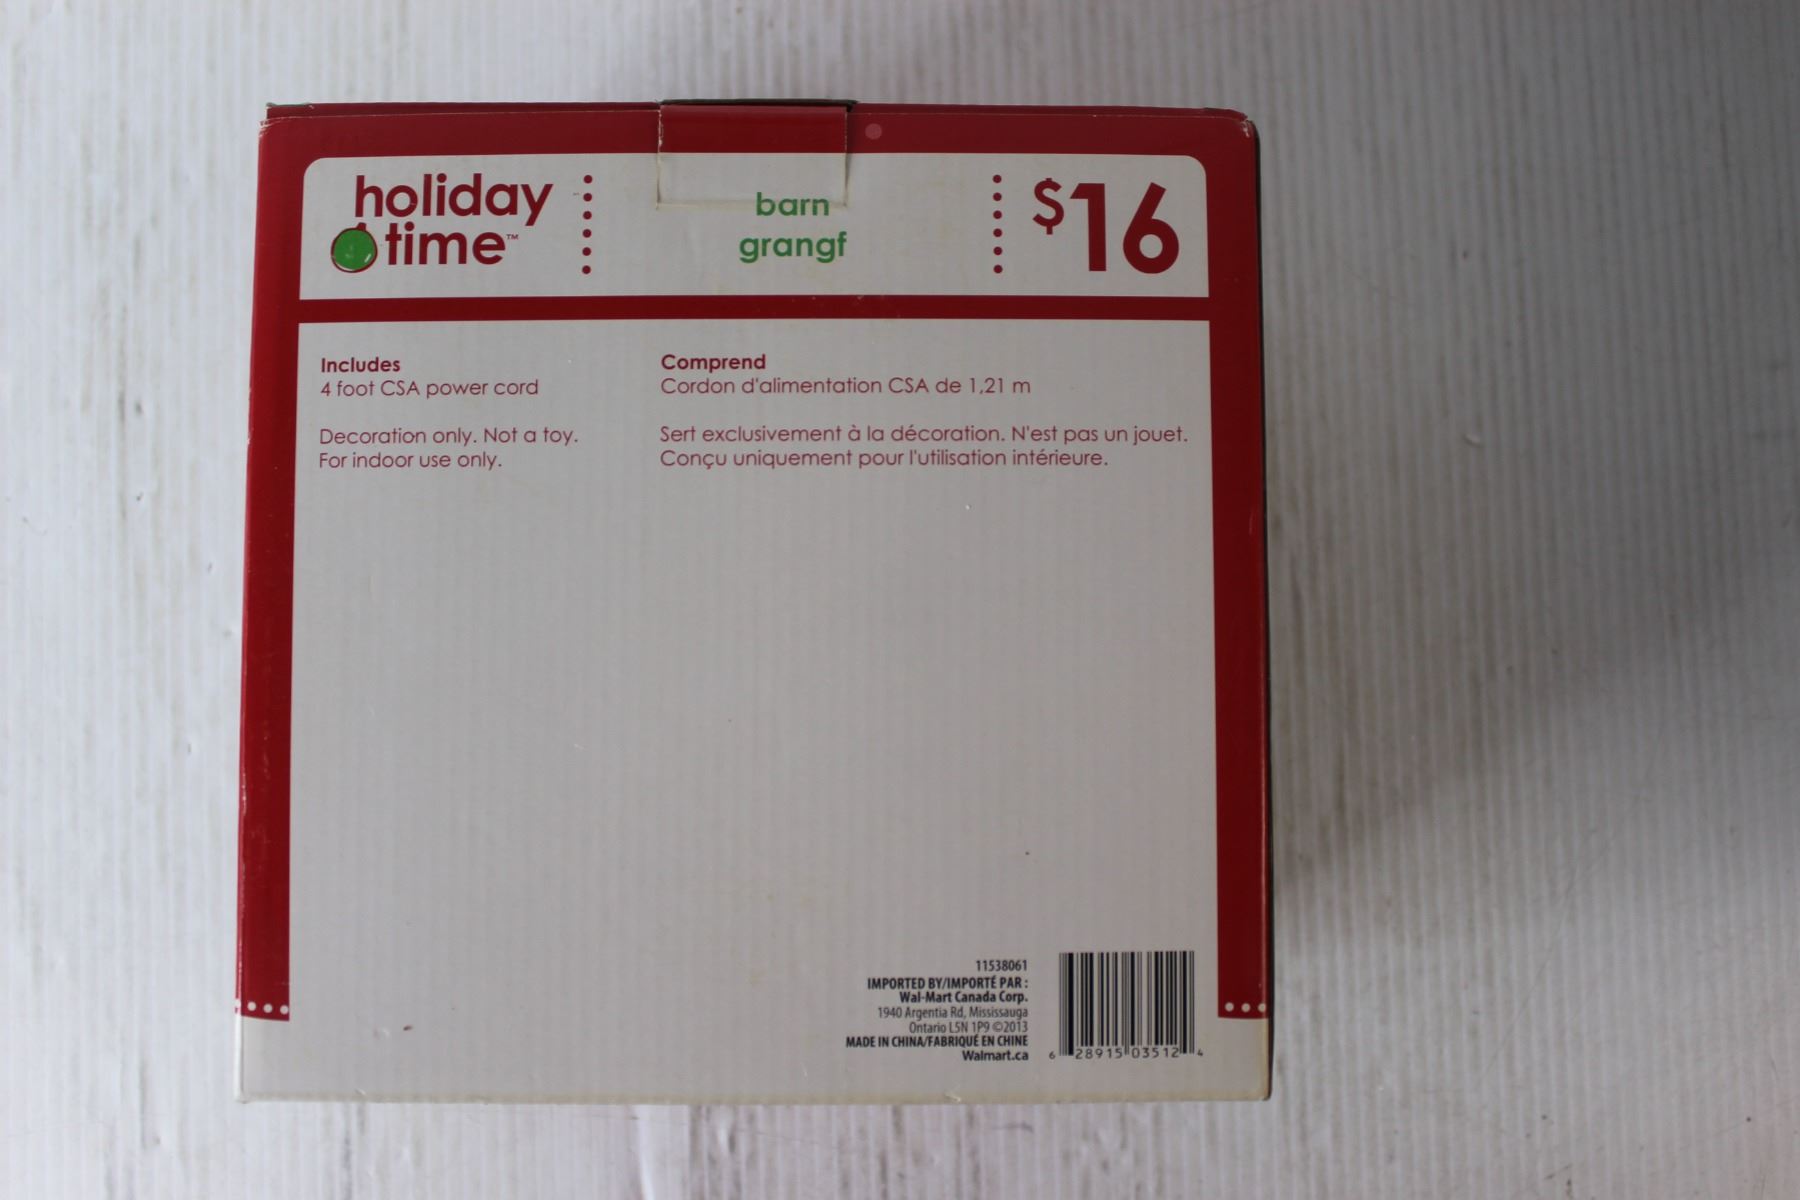 holiday
time™
barn
grangf
$16
Includes
4 foot CSA power cord
Decoration only. Not a toy.
For indoor use only.
Comprend
Cordon d'alimentation CSA de 1,21 m
Sert exclusivement à la décoration. N'est pas un jouet.
Conçu uniquement pour l'utilisation intérieure.
11538061
IMPORTED BY/IMPORTÉ PAR :
Wal-Mart Canada Corp.
1940 Argentia Rd, Mississauga
Ontario L5N 1P9 ©2013
MADE IN CHINA/FABRIQUÉ EN CHINE
Walmart.ca
6 28915 03512 4